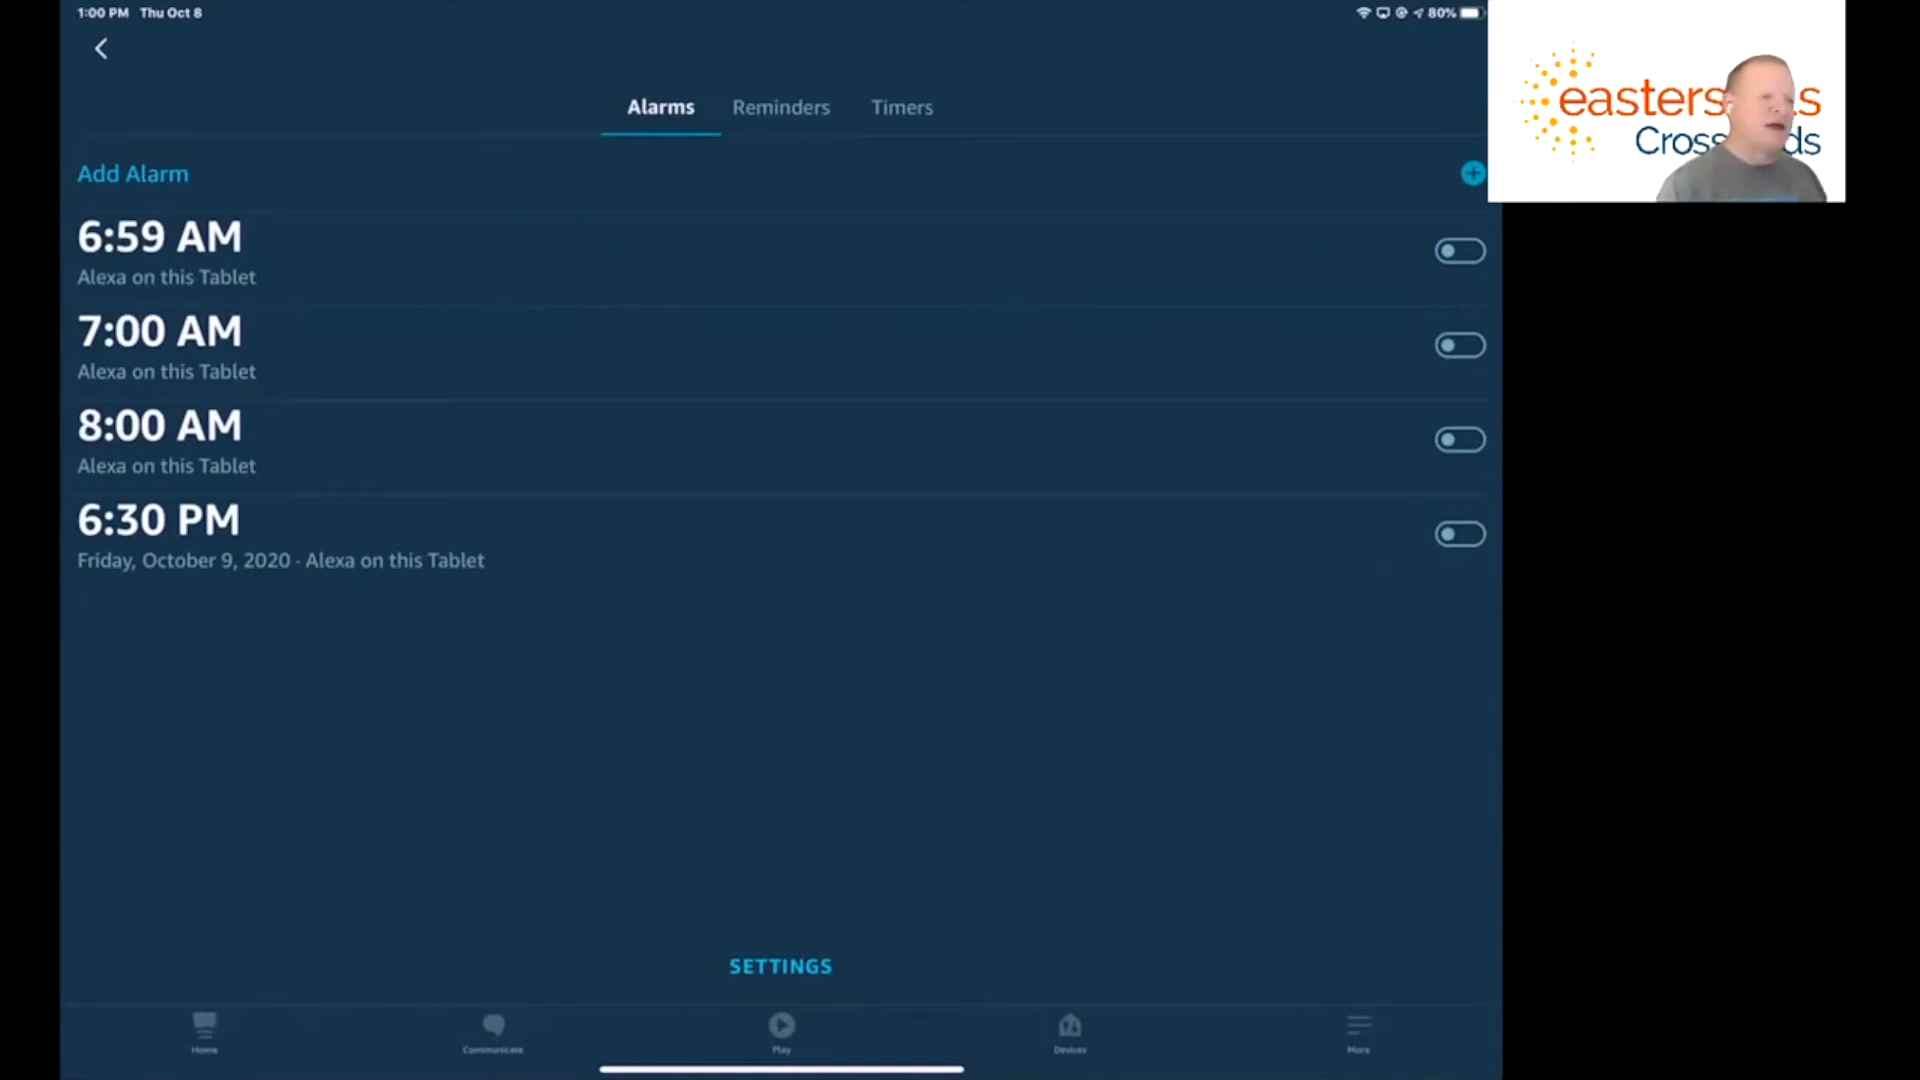 1:00 PM Thu Oct 8
80%
Alarms Reminders Timers
Add Alarm
6:59 AM
Alexa on this Tablet
7:00 AM
Alexa on this Tablet
8:00 AM
Alexa on this Tablet
6:30 PM
Friday, October 9, 2020 · Alexa on this Tablet
SETTINGS
Home Communicate Play Devices More